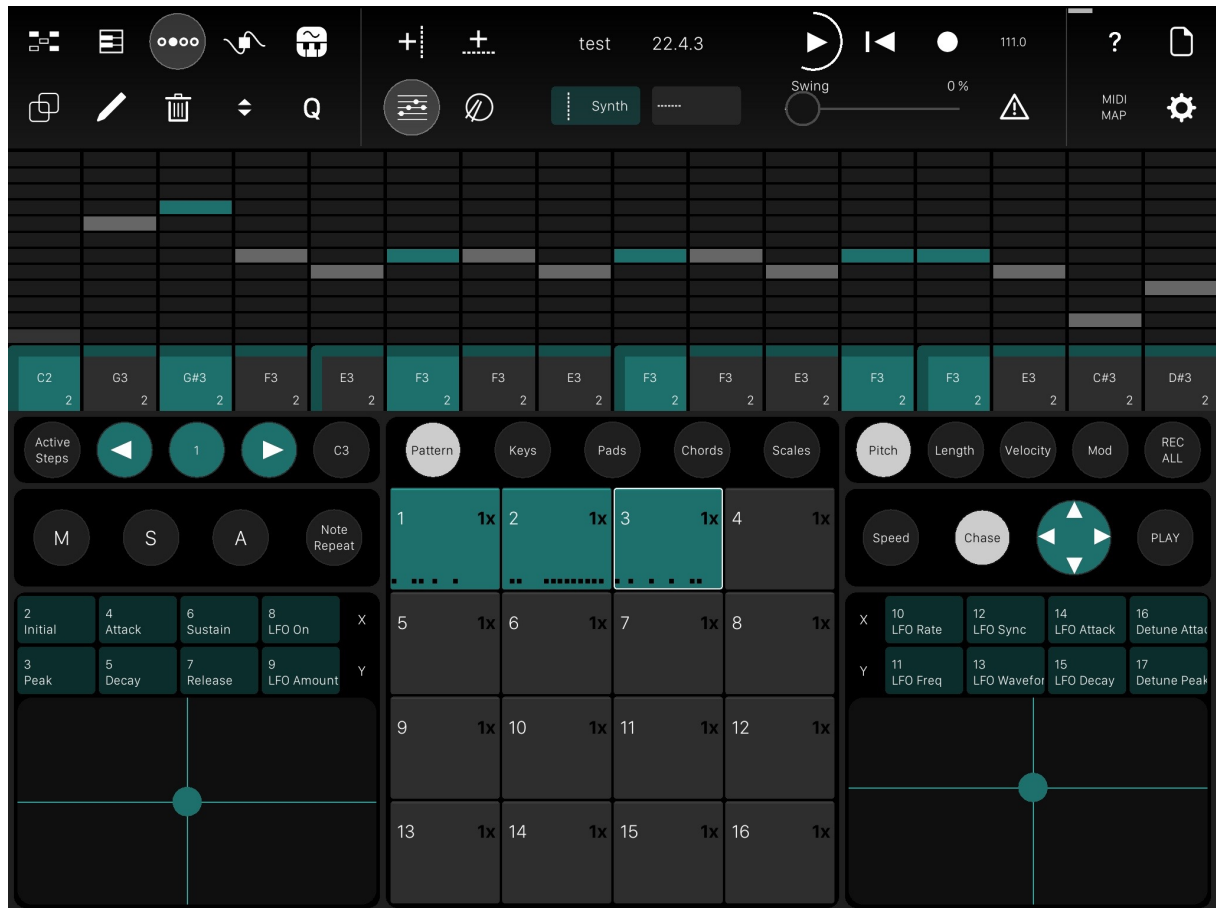 test 22.4.3 111.0 ?
Swing 0 %
Q Synth MIDI
MAP
C2 G3 G#3 F3 E3 F3 F3 E3 F3 F3 E3 F3 F3 E3 C#3 D#3
2 2 2 2 2 2 2 2 2 2 2 2 2 2 2 2
Active
Steps
1
C3
Pattern Keys Pads Chords Scales
Pitch Length Velocity Mod REC
ALL
M S A Note
Repeat
1 1x 2 1x 3 1x 4 1x
Speed Chase PLAY
2
Initial
4
Attack
6
Sustain
8
LFO On
X
3
Peak
5
Decay
7
Release
9
LFO Amount
Y
5 1x 6 1x 7 1x 8 1x
9 1x 10 1x 11 1x 12 1x
13 1x 14 1x 15 1x 16 1x
X
10
LFO Rate
12
LFO Sync
14
LFO Attack
16
Detune Attac
Y
11
LFO Freq
13
LFO Wavefor
15
LFO Decay
17
Detune Peak